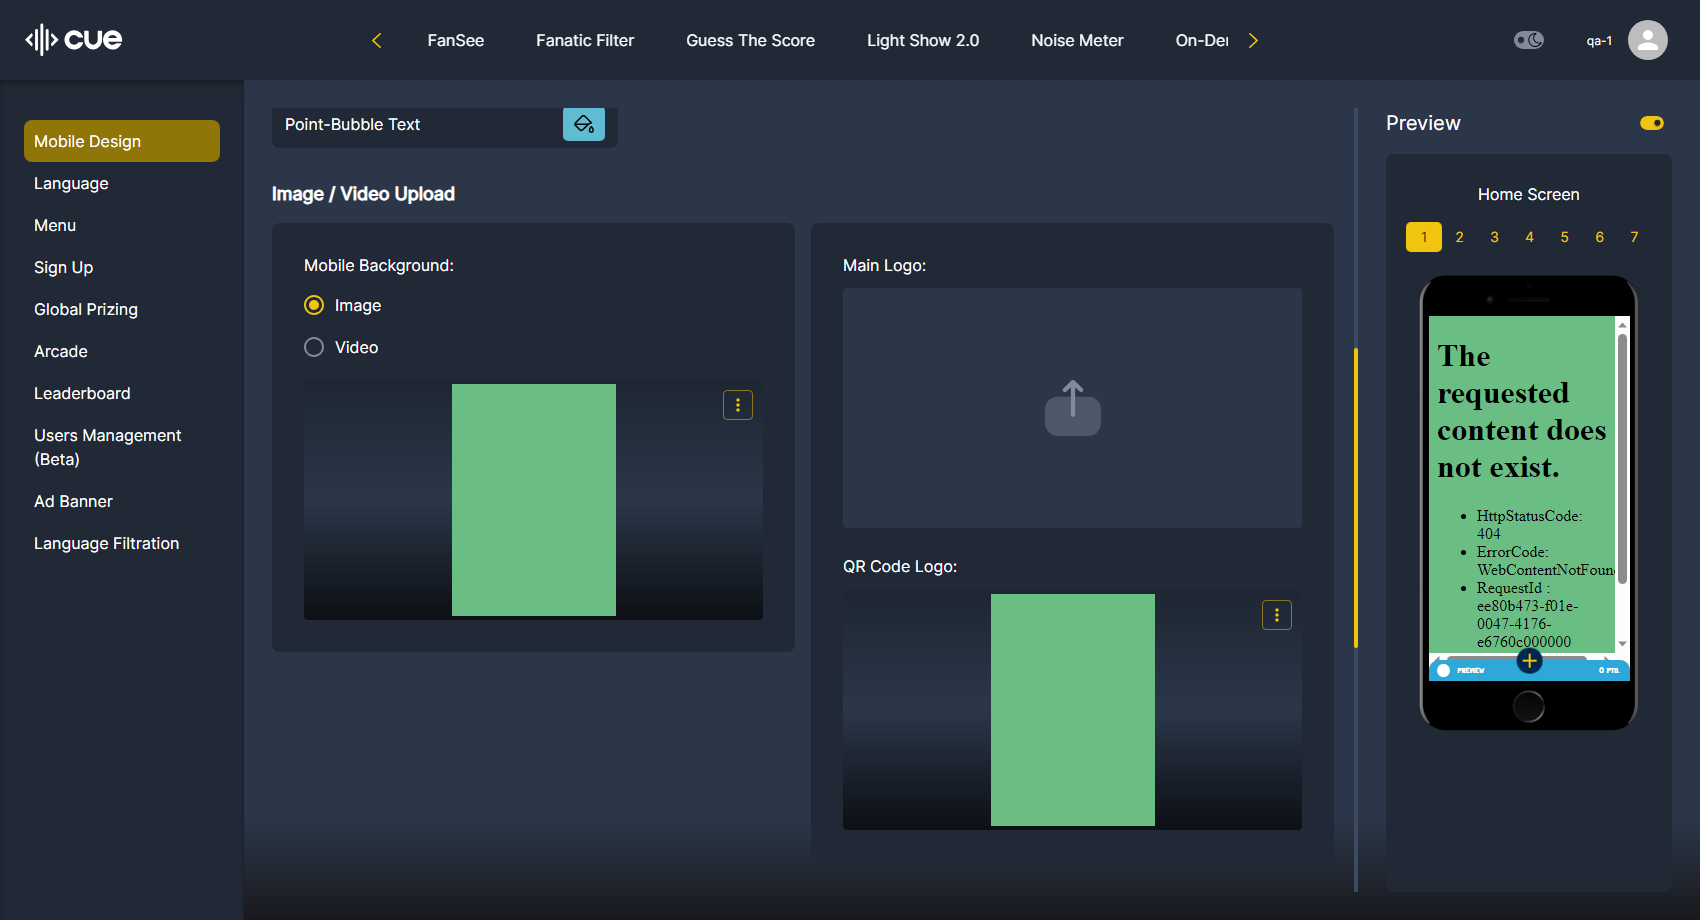 cue
FanSee
Fanatic Filter
Guess The Score
Light Show 2.0
Noise Meter
On-De
qa-1
Mobile Design
Language
Menu
Sign Up
Global Prizing
Arcade
Leaderboard
Users Management
(Beta)
Ad Banner
Language Filtration
Point-Bubble Text
Image / Video Upload
Mobile Background:
Image
Video
Main Logo:
QR Code Logo:
Preview
Home Screen
1 2 3 4 5 6 7
The
requested
content does
not exist.
HttpStatusCode:
404
ErrorCode:
WebContentNotFoun
RequestId :
ee80b473-f01e-
0047-4176-
e6760c000000
PREVIEW
0 PTS.